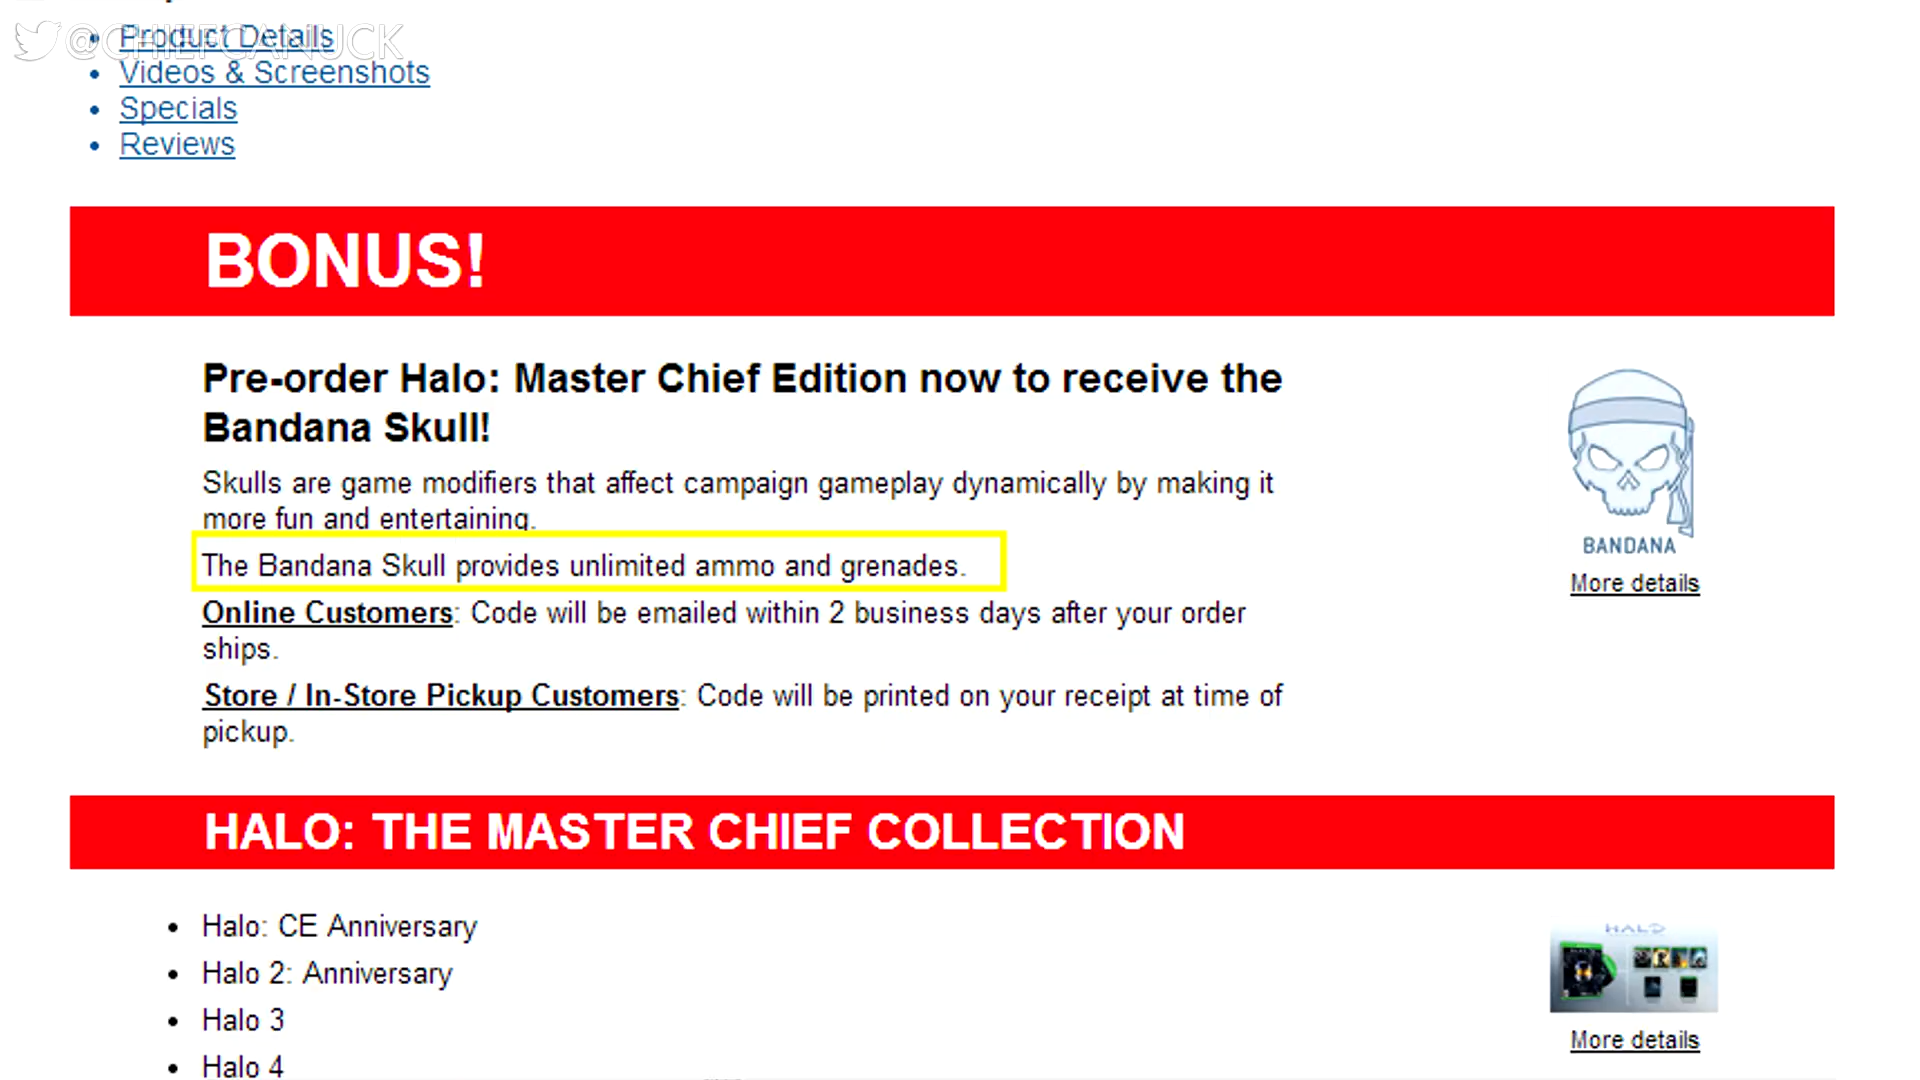 @CHIEFCANUCK
Product Details
Videos & Screenshots
Specials
Reviews
BONUS!
Pre-order Halo: Master Chief Edition now to receive the
Bandana Skull!
Skulls are game modifiers that affect campaign gameplay dynamically by making it
more fun and entertaining.
The Bandana Skull provides unlimited ammo and grenades.
Online Customers: Code will be emailed within 2 business days after your order
ships.
Store / In-Store Pickup Customers: Code will be printed on your receipt at time of
pickup.
BANDANA
More details
HALO: THE MASTER CHIEF COLLECTION
Halo: CE Anniversary
Halo 2: Anniversary
Halo 3
Halo 4
HALO
More details